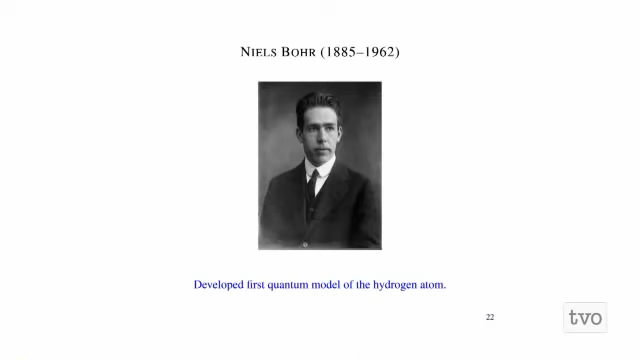 NIELS BOHR (1885–1962)
Developed first quantum model of the hydrogen atom.
22
tvo